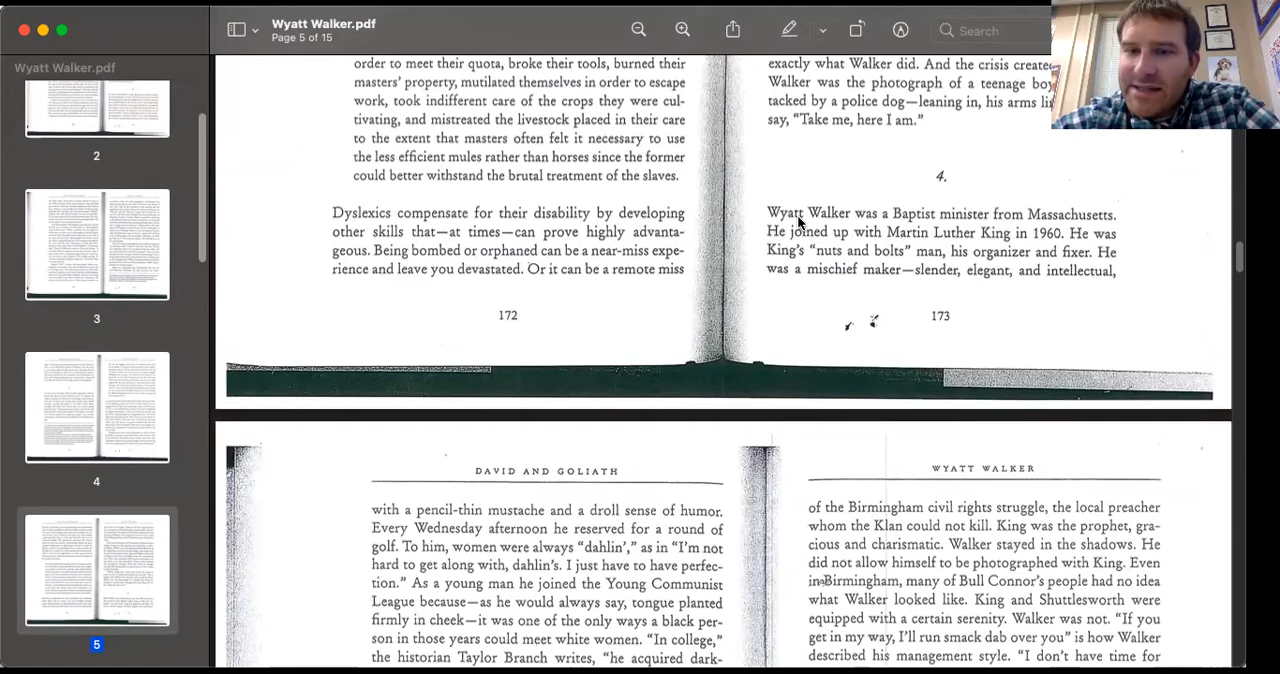 Wyatt Walker.pdf
Page 5 of 15
Search
Wyatt Walker.pdf
2
3
4
5
order to meet their quota, broke their tools, burned their
masters' property, mutilated themselves in order to escape
work, took indifferent care of the crops they were cul-
tivating, and mistreated the livestock placed in their care
to the extent that masters often felt it necessary to use
the less efficient mules rather than horses since the former
could better withstand the brutal treatment of the slaves.
Dyslexics compensate for their disability by developing
other skills that—at times—can prove highly advanta-
geous. Being bombed or orphaned can be a near-miss expe-
rience and leave you devastated. Or it can be a remote miss
172
exactly what Walker did. And the crisis created
Walker was the photograph of a teenage boy
tacked by a police dog—leaning in, his arms
say, "Take me, here I am."
4.
Wyatt Walker was a Baptist minister from Massachusetts.
He joined up with Martin Luther King in 1960. He was
King's "nuts and bolts" man, his organizer and fixer. He
was a mischief maker—slender, elegant, and intellectual,
173
DAVID AND GOLIATH
with a pencil-thin mustache and a droll sense of humor.
Every Wednesday afternoon was reserved for a round of
golf. To him, women were always "dahlin'," as in "I'm not
hard to get along with, dahlin'. I just have to have perfec-
tion." As a young man, he joined the Young Communist
League because—as he would always say, tongue planted
firmly in cheek—it was one of the only ways a black per-
son in those years could meet white women. "In college,"
the historian Taylor Branch writes, "he acquired dark-
WYATT WALKER
of the Birmingham civil rights struggle, the local preacher
whom the Klan could not kill. King was the prophet, gra-
cious and charismatic. Walker stayed in the shadows. He
did not allow himself to be photographed with King. Even
in Birmingham, many of Bull Connor's people had no idea
what Walker looked like. King and Shuttlesworth were
equipped with a certain serenity. Walker was not. "If you
get in my way, I'll run smack dab over you" is how Walker
described his management style. "I don't have time for